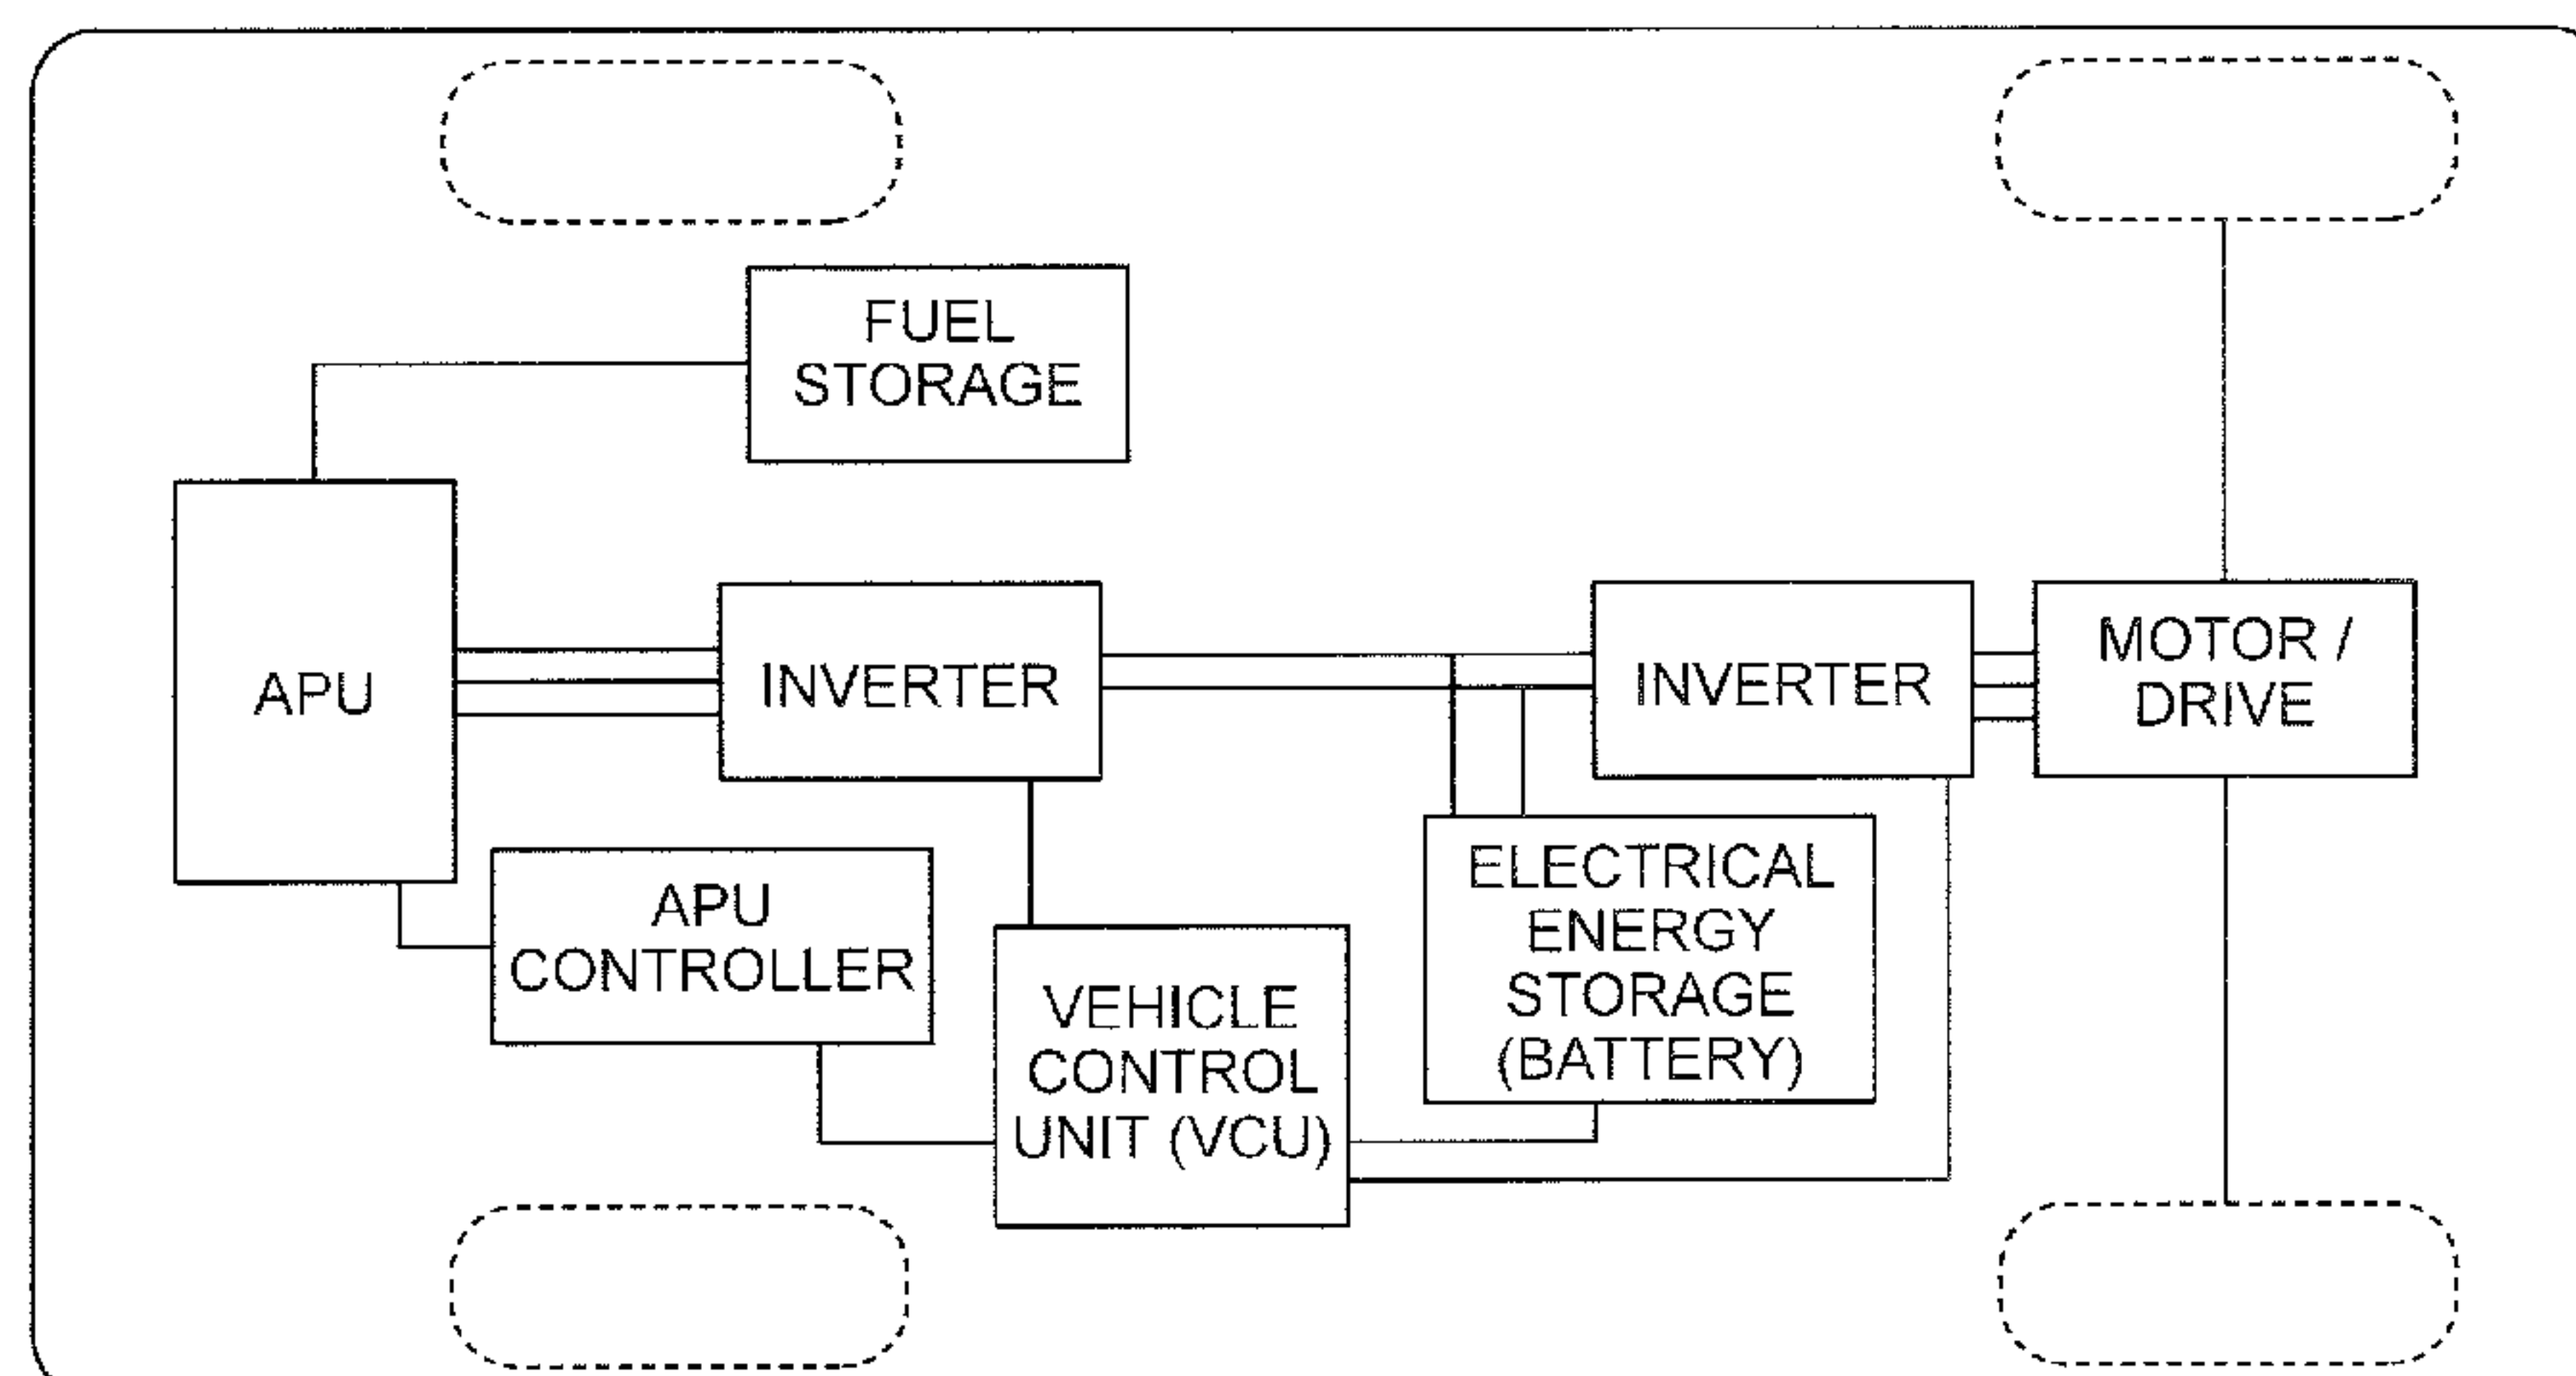 FUEL
STORAGE
APU
INVERTER
INVERTER
MOTOR /
DRIVE
APU
CONTROLLER
VEHICLE
CONTROL
UNIT (VCU)
ELECTRICAL
ENERGY
STORAGE
(BATTERY)